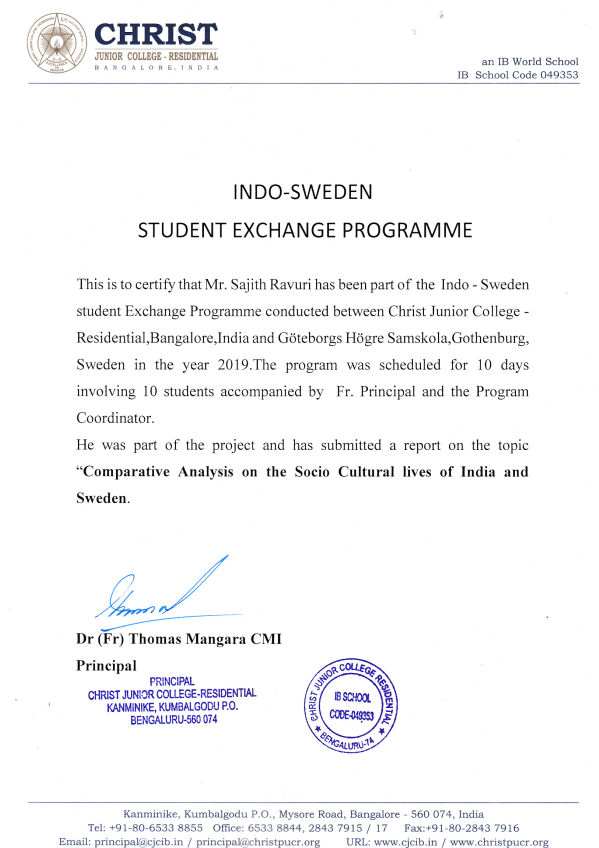 CHRIST
JUNIOR COLLEGE - RESIDENTIAL
BANGALORE, INDIA
an IB World School
IB School Code 049353
INDO-SWEDEN
STUDENT EXCHANGE PROGRAMME
This is to certify that Mr. Sajith Ravuri has been part of the Indo - Sweden
student Exchange Programme conducted between Christ Junior College -
Residential,Bangalore,India and Göteborgs Högre Samskola,Gothenburg,
Sweden in the year 2019.The program was scheduled for 10 days
involving 10 students accompanied by Fr. Principal and the Program
Coordinator.
He was part of the project and has submitted a report on the topic
“Comparative Analysis on the Socio Cultural lives of India and
Sweden.
Dr (Fr) Thomas Mangara CMI
Principal
PRINCIPAL
CHRIST JUNIOR COLLEGE-RESIDENTIAL
KANMINIKE, KUMBALGODU P.O.
BENGALURU-560 074
CHRIST JUNIOR COLLEGE RESIDENTIAL
IB SCHOOL
CODE-049353
BENGALURU-74
Kanminike, Kumbalgodu P.O., Mysore Road, Bangalore - 560 074, India
Tel: +91-80-6533 8855 Office: 6533 8844, 2843 7915 / 17 Fax:+91-80-2843 7916
Email: principal@cjcib.in / principal@christpucr.org URL: www.cjcib.in / www.christpucr.org